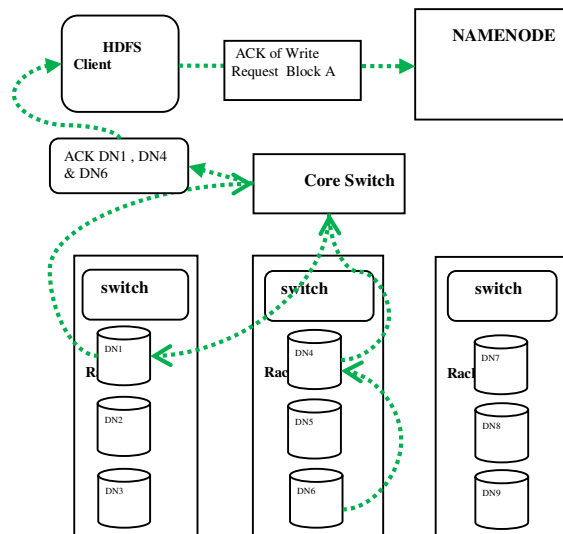 HDFS
Client
ACK of Write
Request Block A
NAMENODE
ACK DN1 , DN4
& DN6
Core Switch
switch
switch
switch
DN1
DN4
DN7
DN2
DN5
DN8
DN3
DN6
DN9